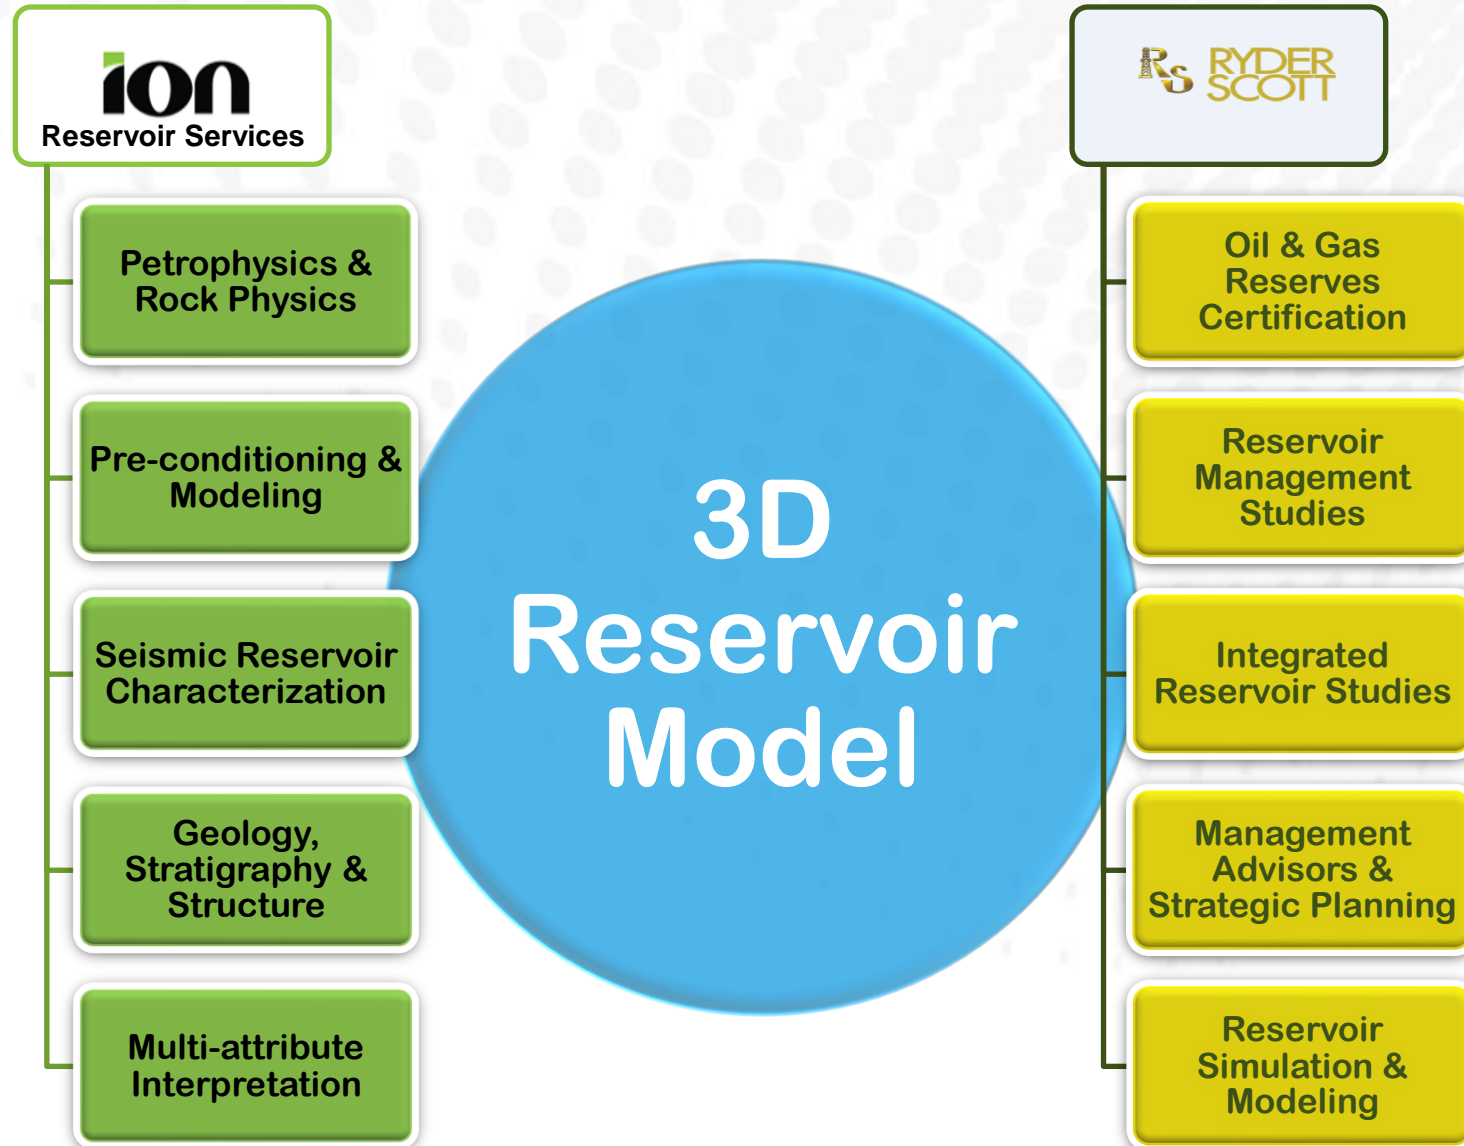 ion
Reservoir Services
Petrophysics &
Rock Physics
Pre-conditioning &
Modeling
Seismic Reservoir
Characterization
Geology,
Stratigraphy &
Structure
Multi-attribute
Interpretation
3D
Reservoir
Model
RS RYDER
SCOTT
Oil & Gas
Reserves
Certification
Reservoir
Management
Studies
Integrated
Reservoir Studies
Management
Advisors &
Strategic Planning
Reservoir
Simulation &
Modeling